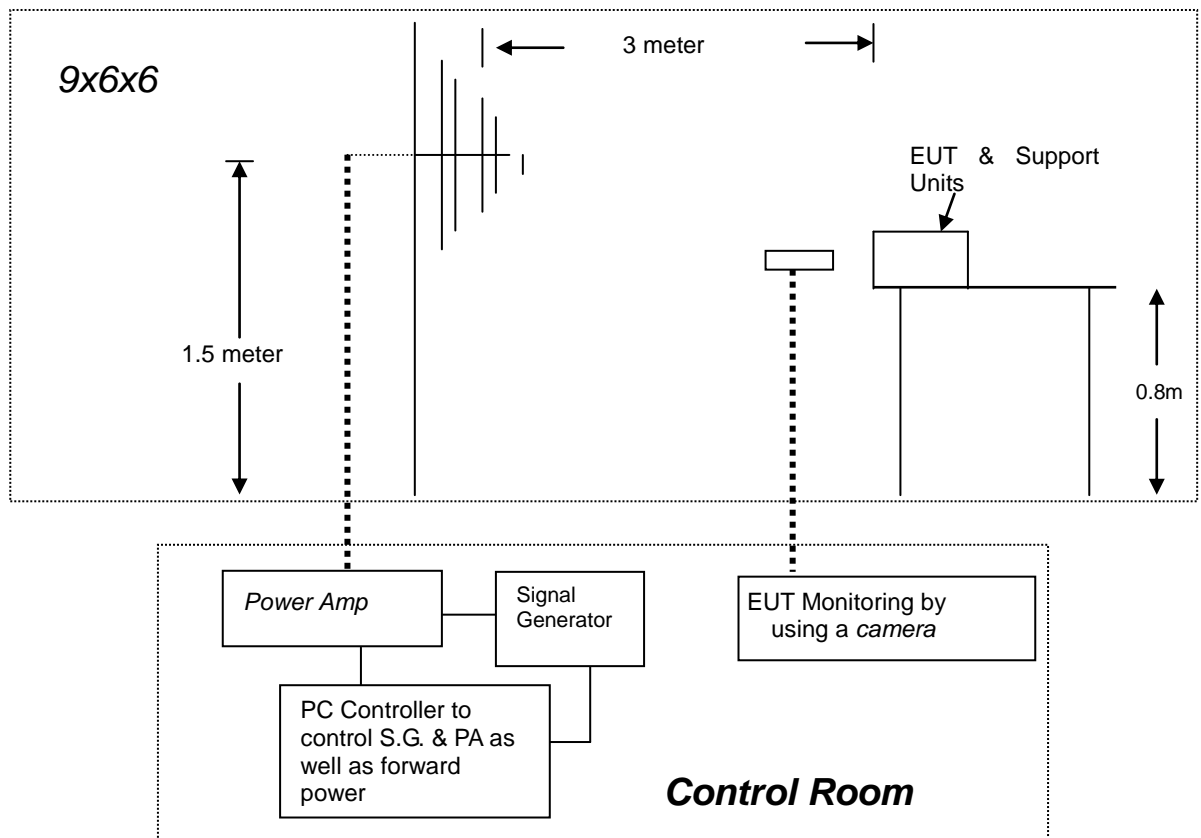 3 meter
9x6x6
EUT & Support
Units
1.5 meter
0.8m
Power Amp
Signal
Generator
EUT Monitoring by
using a camera
PC Controller to
control S.G. & PA as
well as forward
power
Control Room